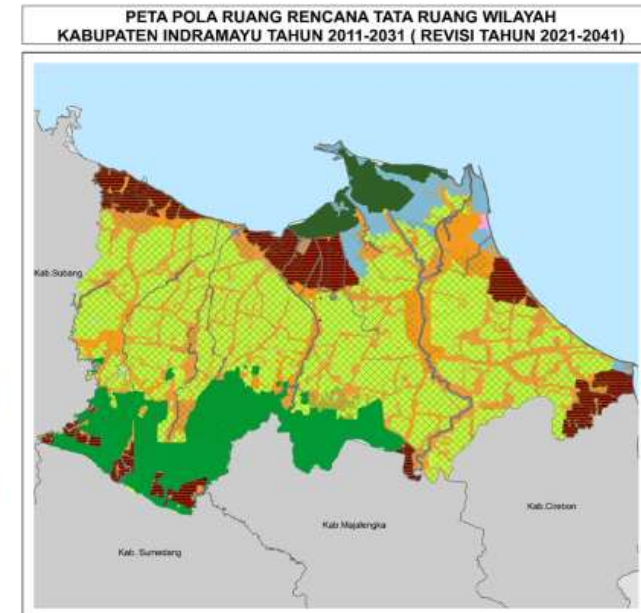 PETA POLA RUANG RENCANA TATA RUANG WILAYAH
KABUPATEN INDRAMAYU TAHUN 2011-2031 ( REVISI TAHUN 2021-2041)
Kab.Subang
Kab.Cirebon
Kab Majalengka
Kab. Sumedang